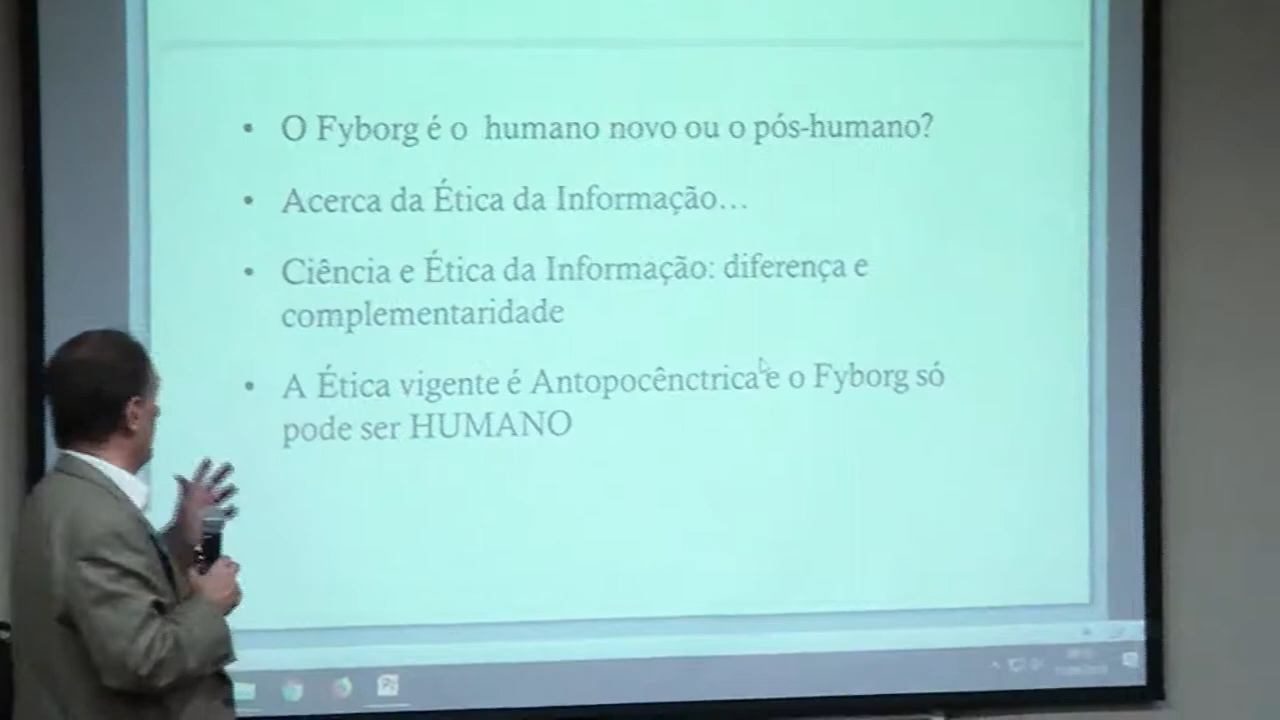 • O Fyborg é o humano novo ou o pós-humano?
• Acerca da Ética da Informação...
• Ciência e Ética da Informação: diferença e
complementaridade
• A Ética vigente é Antopocênctrica e o Fyborg só
pode ser HUMANO